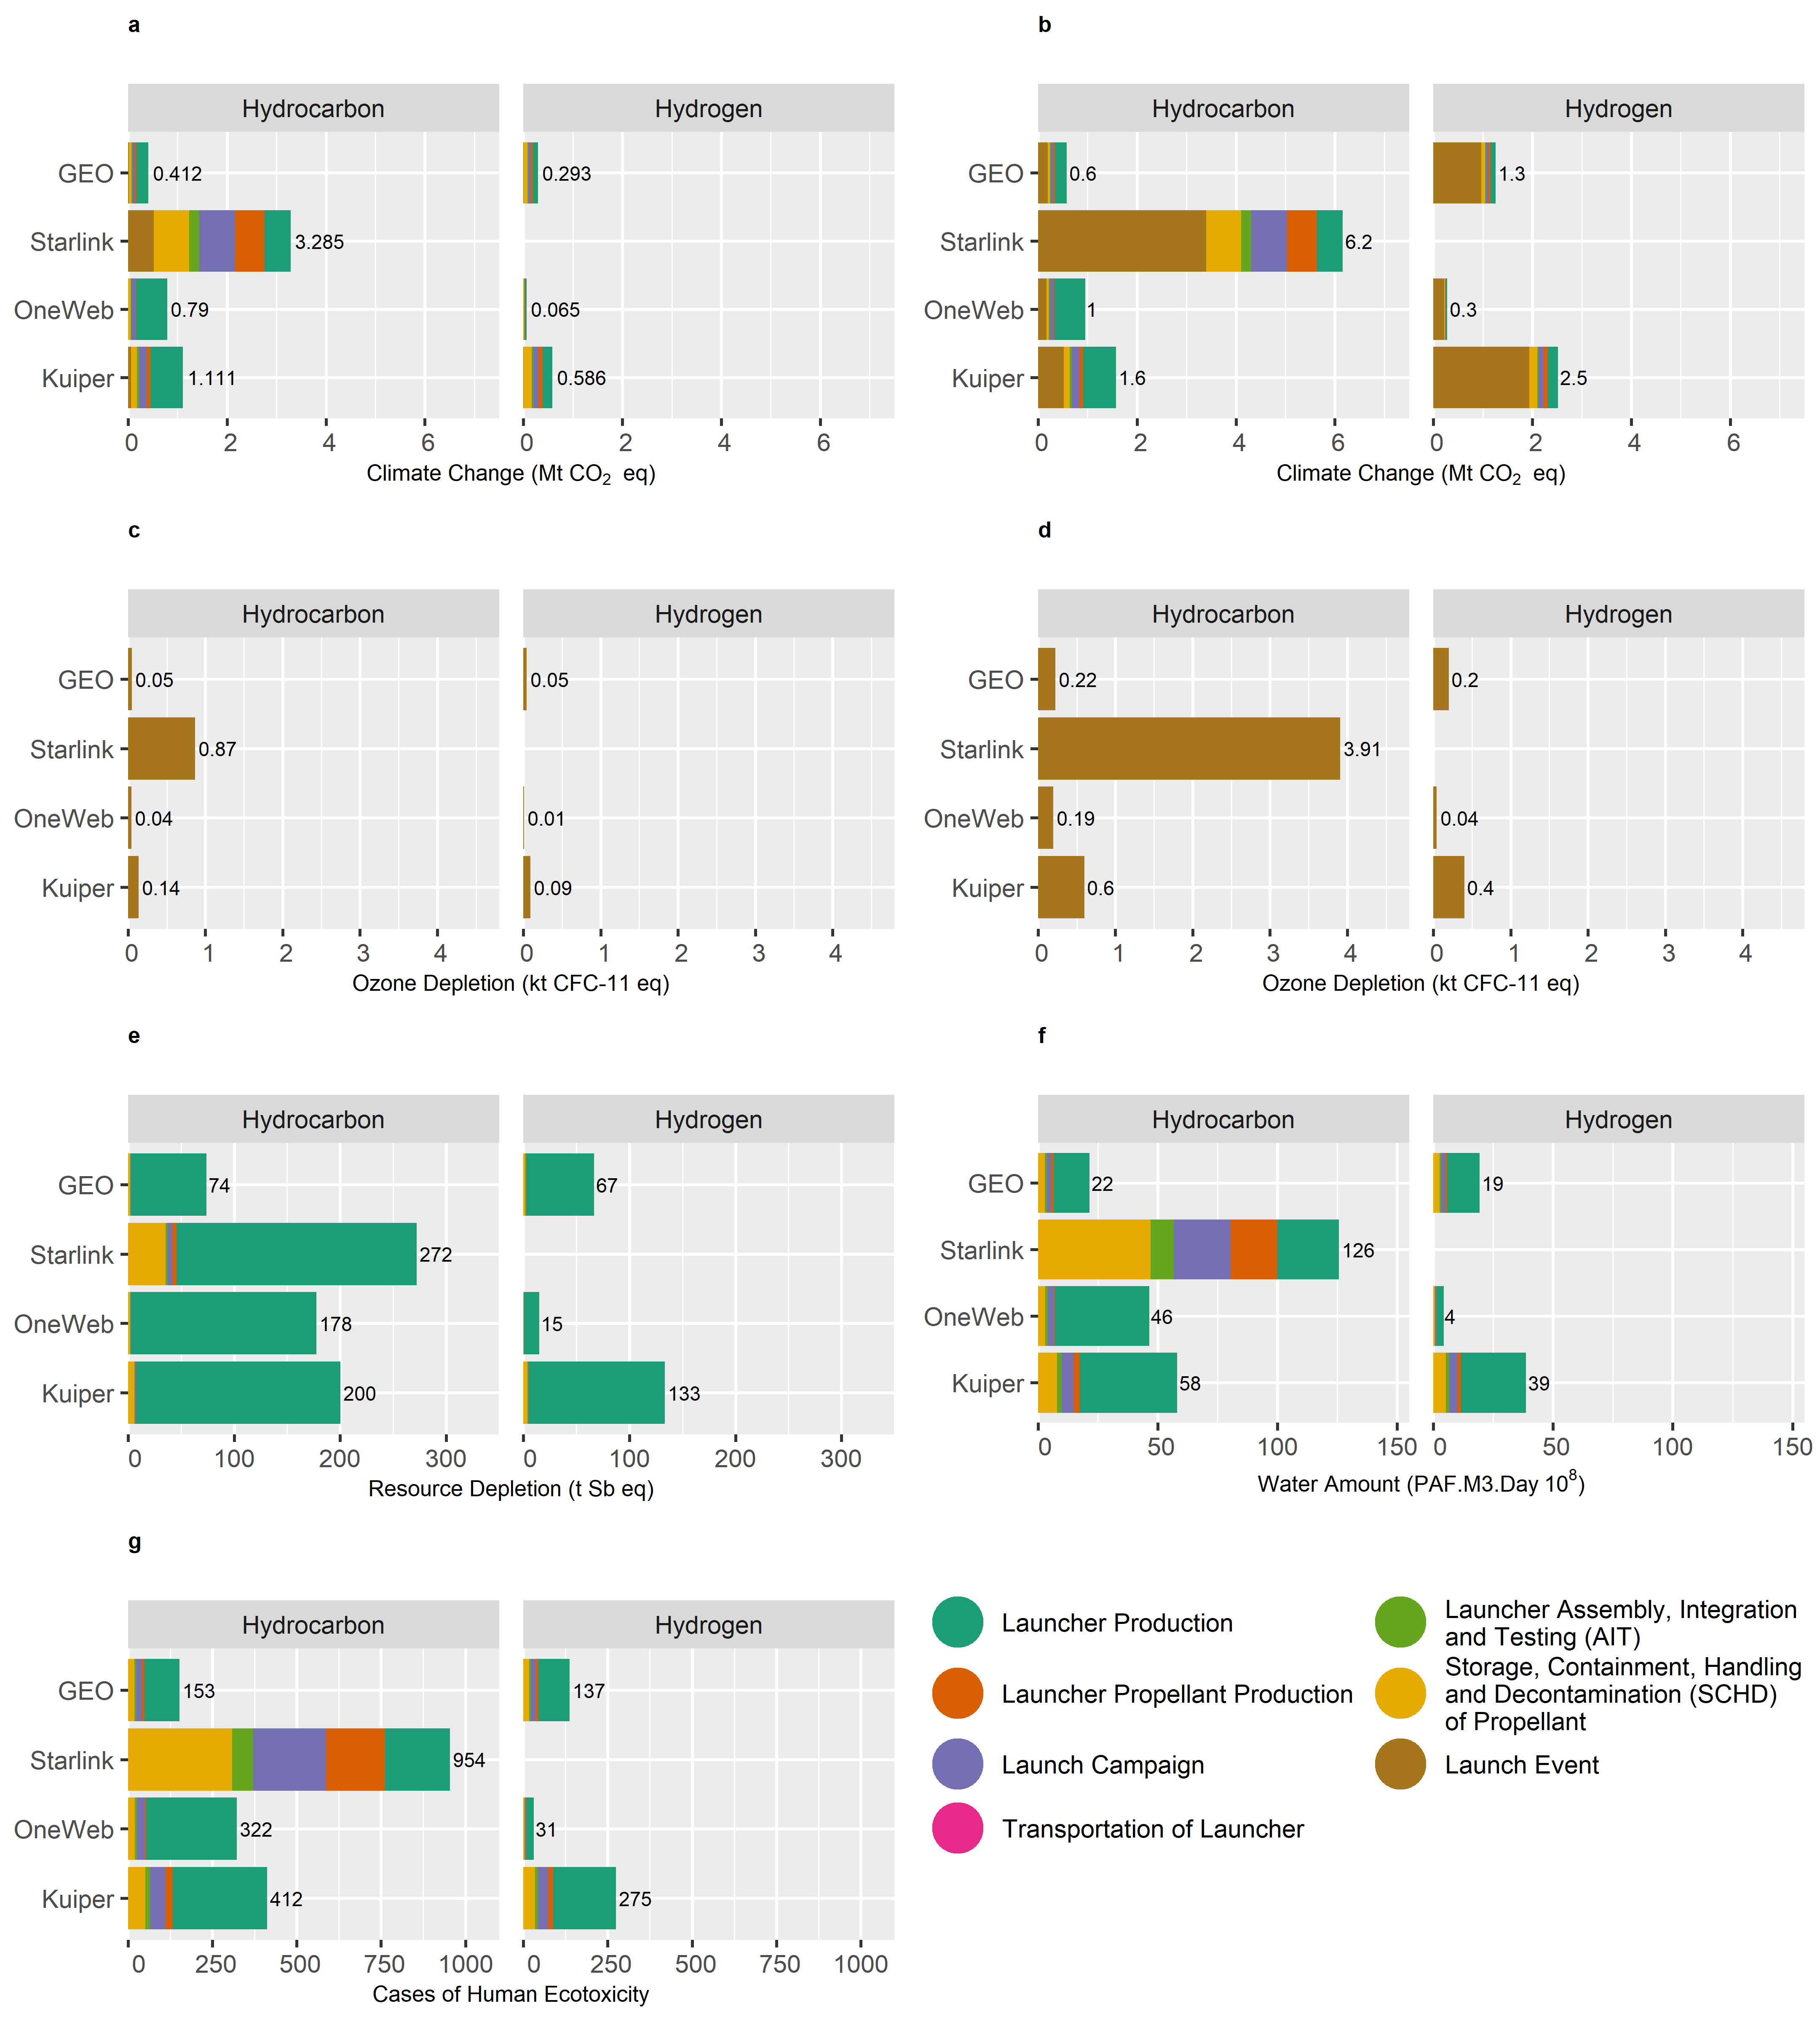 a
Hydrocarbon
Hydrogen
GEO
0.412
0.293
Starlink
3.285
OneWeb
0.79
0.065
Kuiper
1.111
0.586
0 2 4 6
0 2 4 6
Climate Change (Mt CO₂ eq)
b
Hydrocarbon
Hydrogen
GEO
0.6
1.3
Starlink
6.2
OneWeb
1
0.3
Kuiper
1.6
2.5
0 2 4 6
0 2 4 6
Climate Change (Mt CO₂ eq)
c
Hydrocarbon
Hydrogen
GEO
0.05
0.05
Starlink
0.87
OneWeb
0.04
0.01
Kuiper
0.14
0.09
0 1 2 3 4
0 1 2 3 4
Ozone Depletion (kt CFC-11 eq)
d
Hydrocarbon
Hydrogen
GEO
0.22
0.2
Starlink
3.91
OneWeb
0.19
0.04
Kuiper
0.6
0.4
0 1 2 3 4
0 1 2 3 4
Ozone Depletion (kt CFC-11 eq)
e
Hydrocarbon
Hydrogen
GEO
74
67
Starlink
272
OneWeb
178
15
Kuiper
200
133
0 100 200 300
0 100 200 300
Resource Depletion (t Sb eq)
f
Hydrocarbon
Hydrogen
GEO
22
19
Starlink
126
OneWeb
46
4
Kuiper
58
39
0 50 100 150
0 50 100 150
Water Amount (PAF.M3.Day 10⁸)
g
Hydrocarbon
Hydrogen
GEO
153
137
Starlink
954
OneWeb
322
31
Kuiper
412
275
0 250 500 750 1000
0 250 500 750 1000
Cases of Human Ecotoxicity
Launcher Production
Launcher Propellant Production
Launch Campaign
Transportation of Launcher
Launcher Assembly, Integration
and Testing (AIT)
Storage, Containment, Handling
and Decontamination (SCHD)
of Propellant
Launch Event